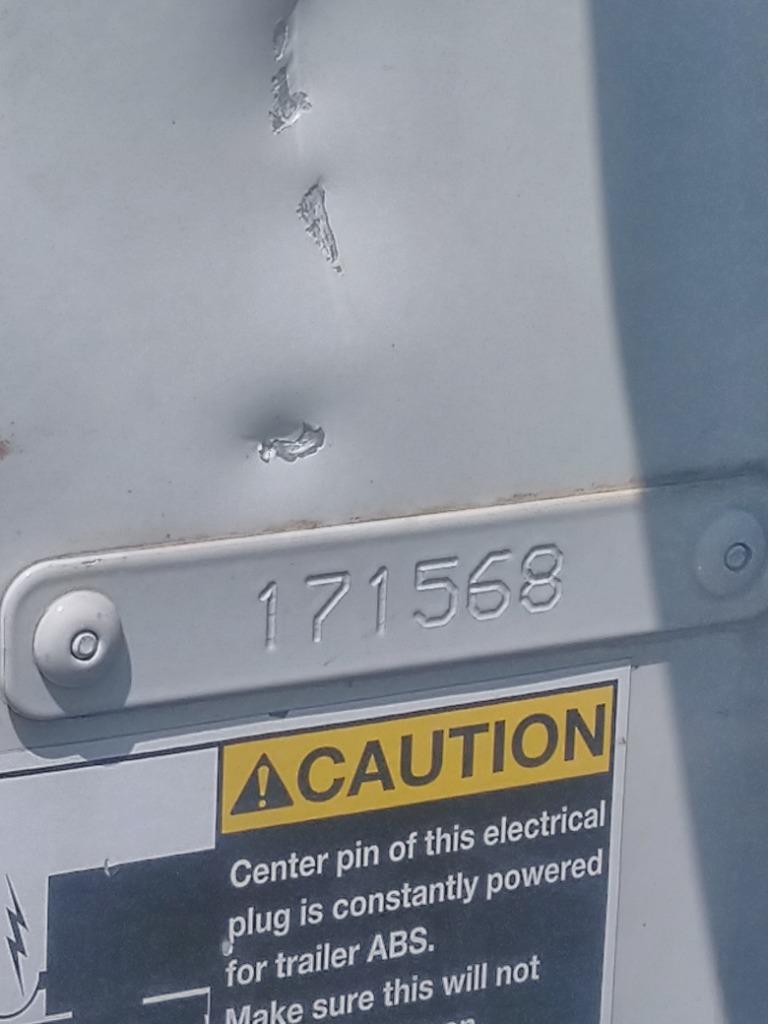 171568
CAUTION
Center pin of this electrical
plug is constantly powered
for trailer ABS.
Make sure this will not